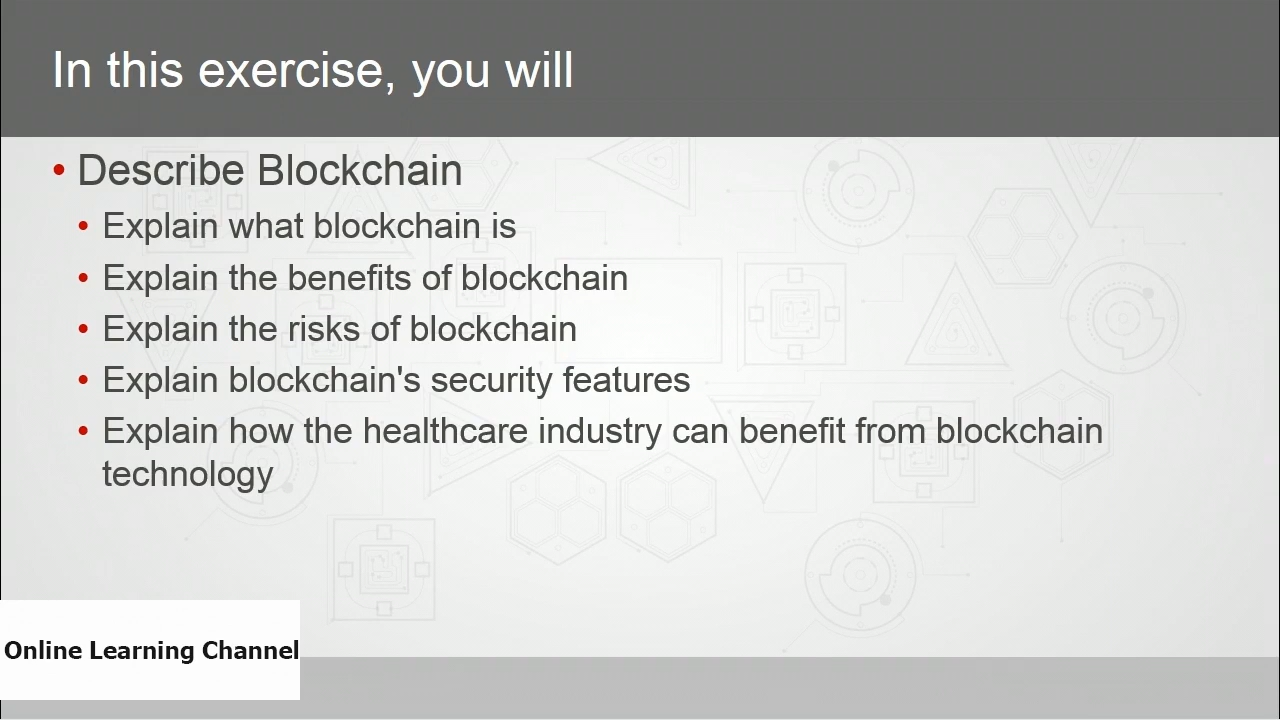 In this exercise, you will
• Describe Blockchain
• Explain what blockchain is
• Explain the benefits of blockchain
• Explain the risks of blockchain
• Explain blockchain's security features
• Explain how the healthcare industry can benefit from blockchain
technology
Online Learning Channel